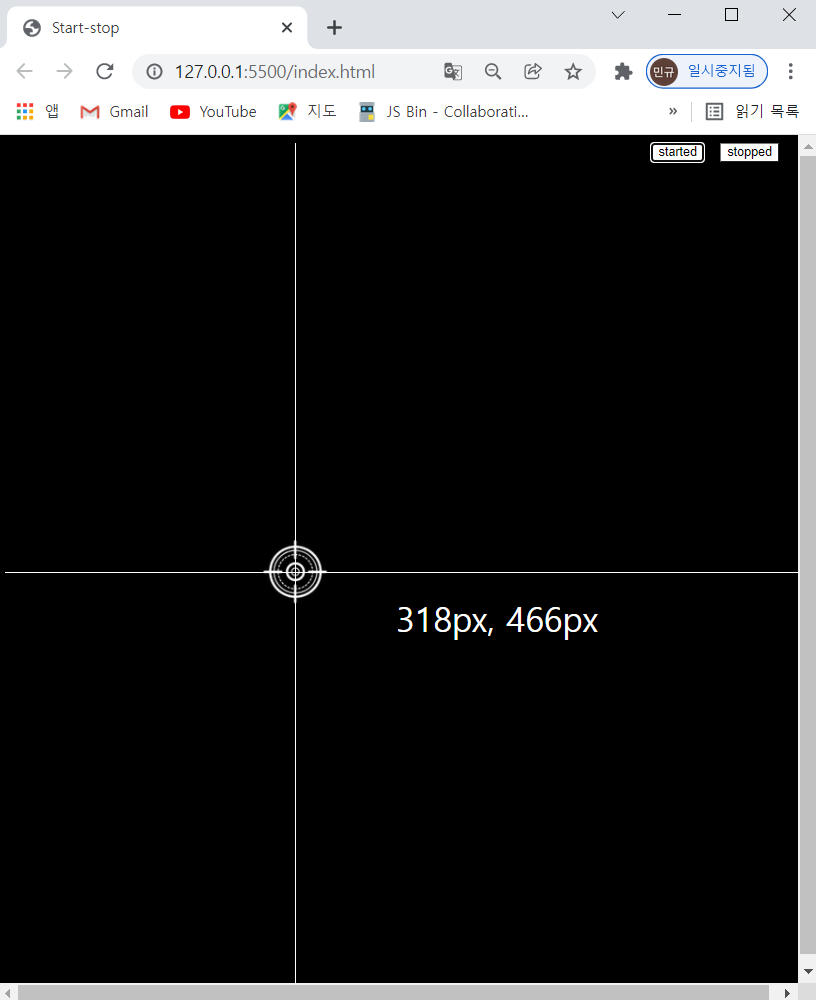 Start-stop
127.0.0.1:5500/index.html
민규 일시중지됨
앱 Gmail YouTube 지도 JS Bin - Collaborati... » 읽기 목록
started stopped
318px, 466px